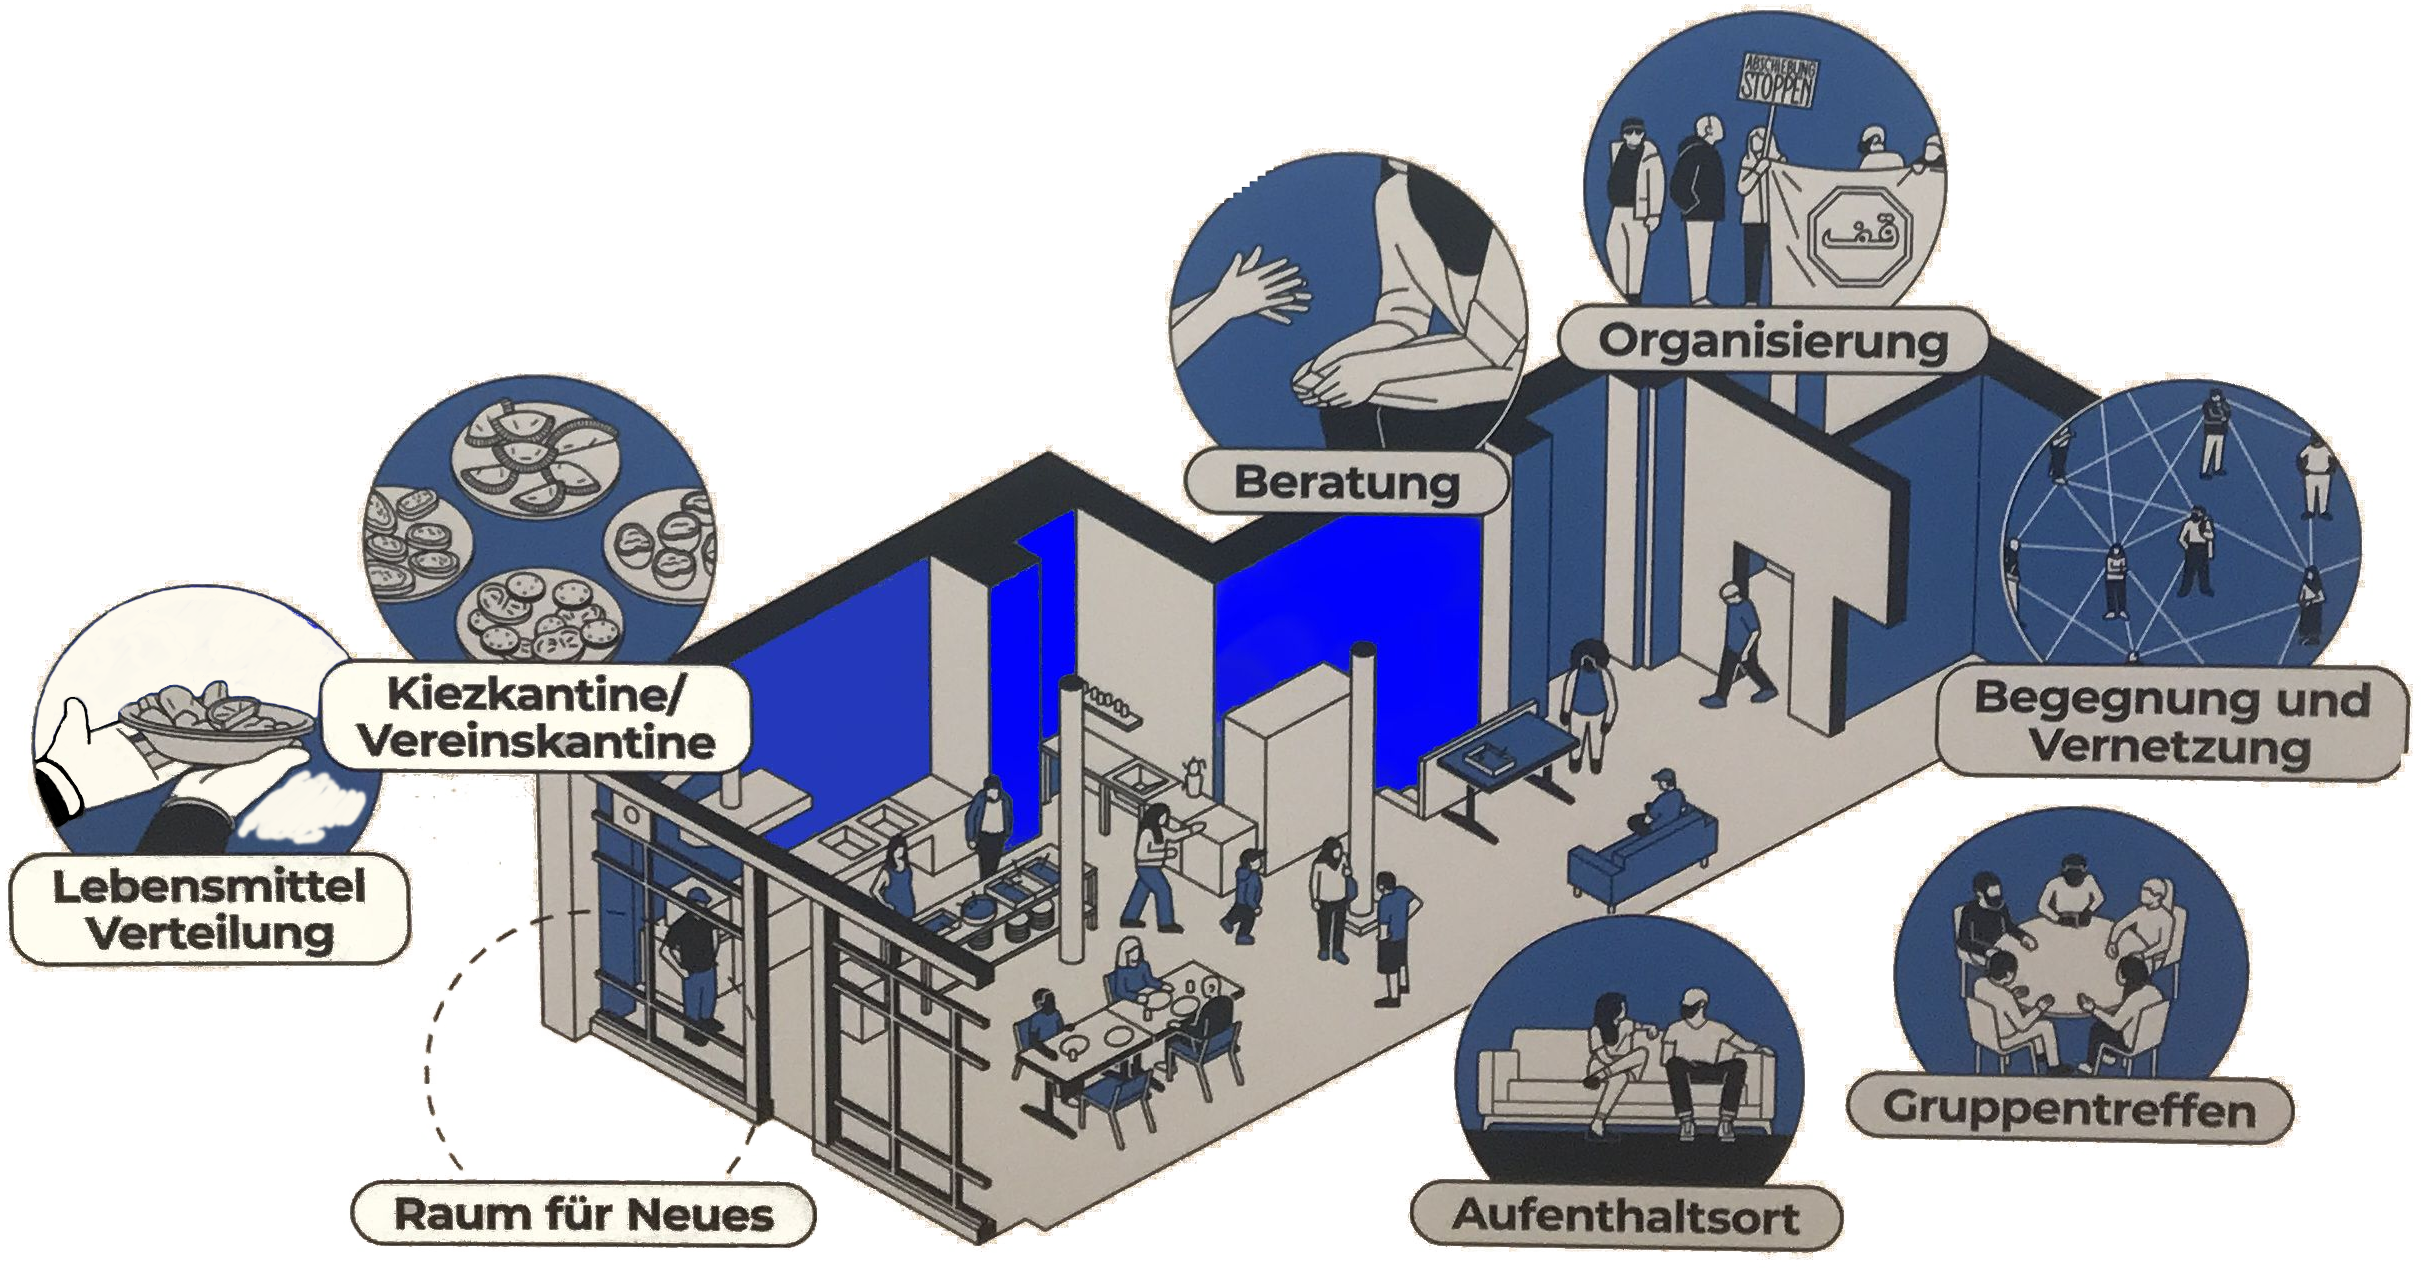 ABSCHIEBUNG
STOPPEN
قف
Organisierung
Beratung
Kiezkantine/
Vereinskantine
Begegnung und
Vernetzung
Lebensmittel
Verteilung
Gruppentreffen
Raum für Neues
Aufenthaltsort